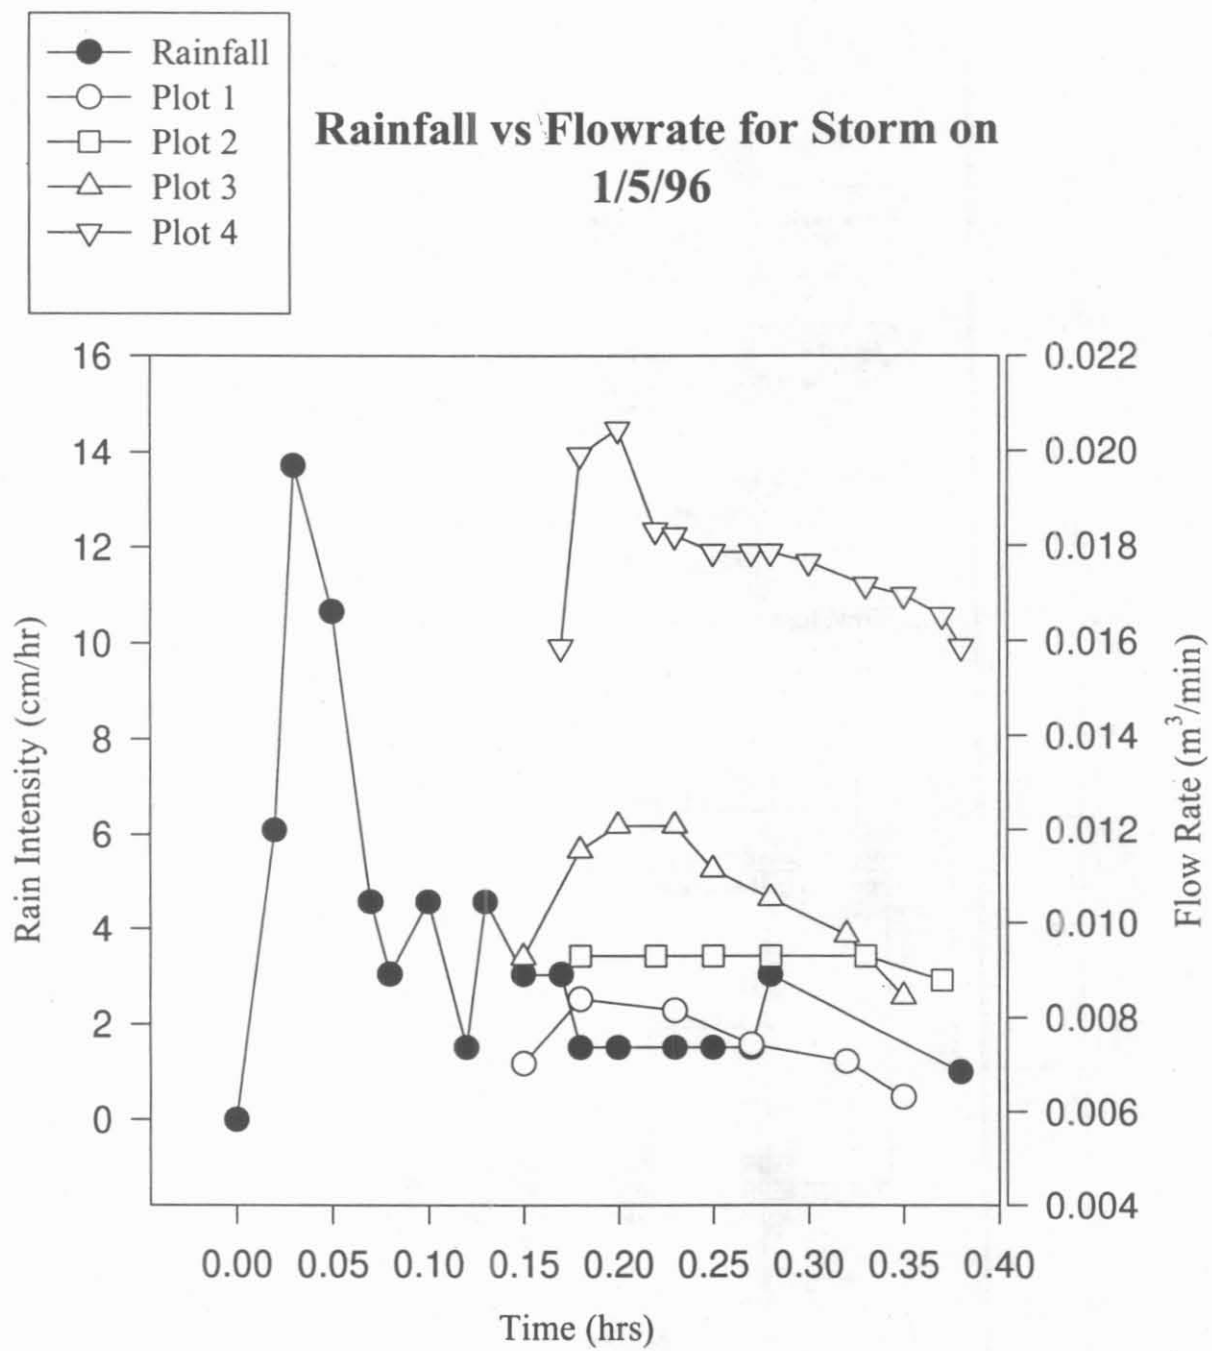 Rainfall
Plot 1
Plot 2
Plot 3
Plot 4
Rainfall vs Flowrate for Storm on
1/5/96
16
14
12
10
8
6
4
2
0
Rain Intensity (cm/hr)
0.022
0.020
0.018
0.016
0.014
0.012
0.010
0.008
0.006
0.004
Flow Rate (m³/min)
0.00 0.05 0.10 0.15 0.20 0.25 0.30 0.35 0.40
Time (hrs)